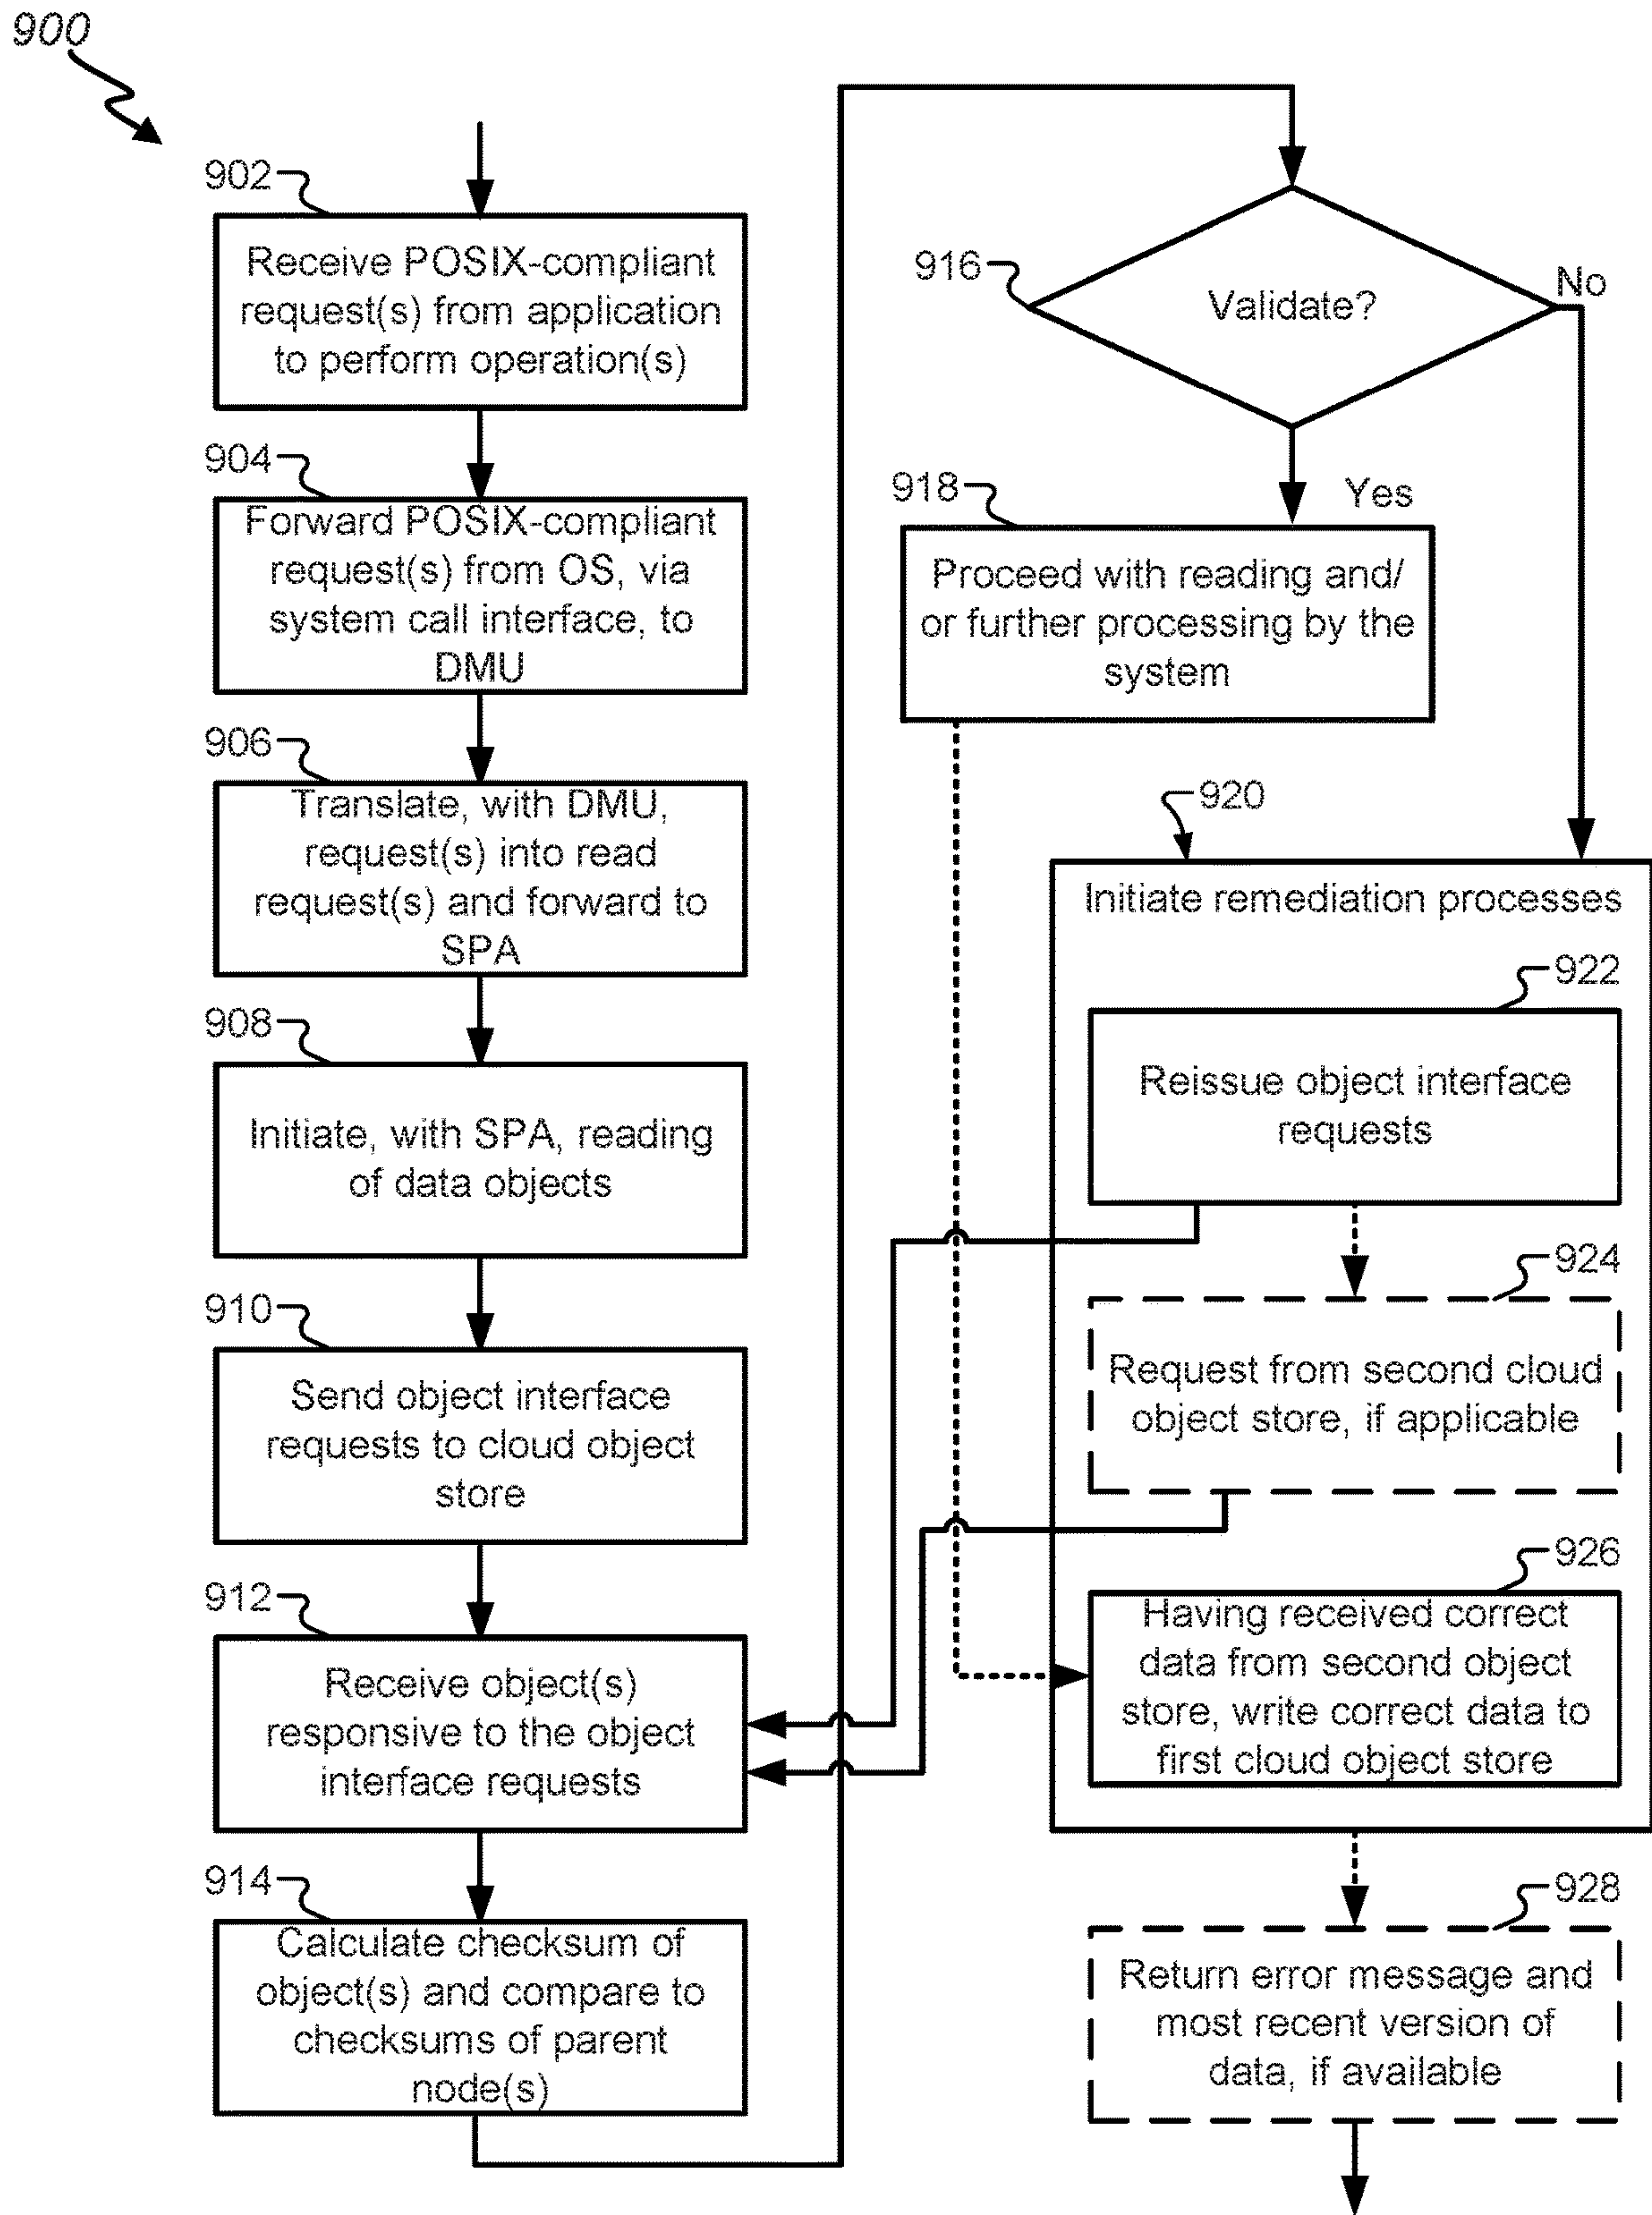 900
902
Receive POSIX-compliant
request(s) from application
to perform operation(s)
904
Forward POSIX-compliant
request(s) from OS, via
system call interface, to
DMU
906
Translate, with DMU,
request(s) into read
request(s) and forward to
SPA
908
Initiate, with SPA, reading
of data objects
910
Send object interface
requests to cloud object
store
912
Receive object(s)
responsive to the object
interface requests
914
Calculate checksum of
object(s) and compare to
checksums of parent
node(s)
916
Validate?
No
Yes
918
Proceed with reading and/
or further processing by the
system
920
Initiate remediation processes
922
Reissue object interface
requests
924
Request from second cloud
object store, if applicable
926
Having received correct
data from second object
store, write correct data to
first cloud object store
928
Return error message and
most recent version of
data, if available